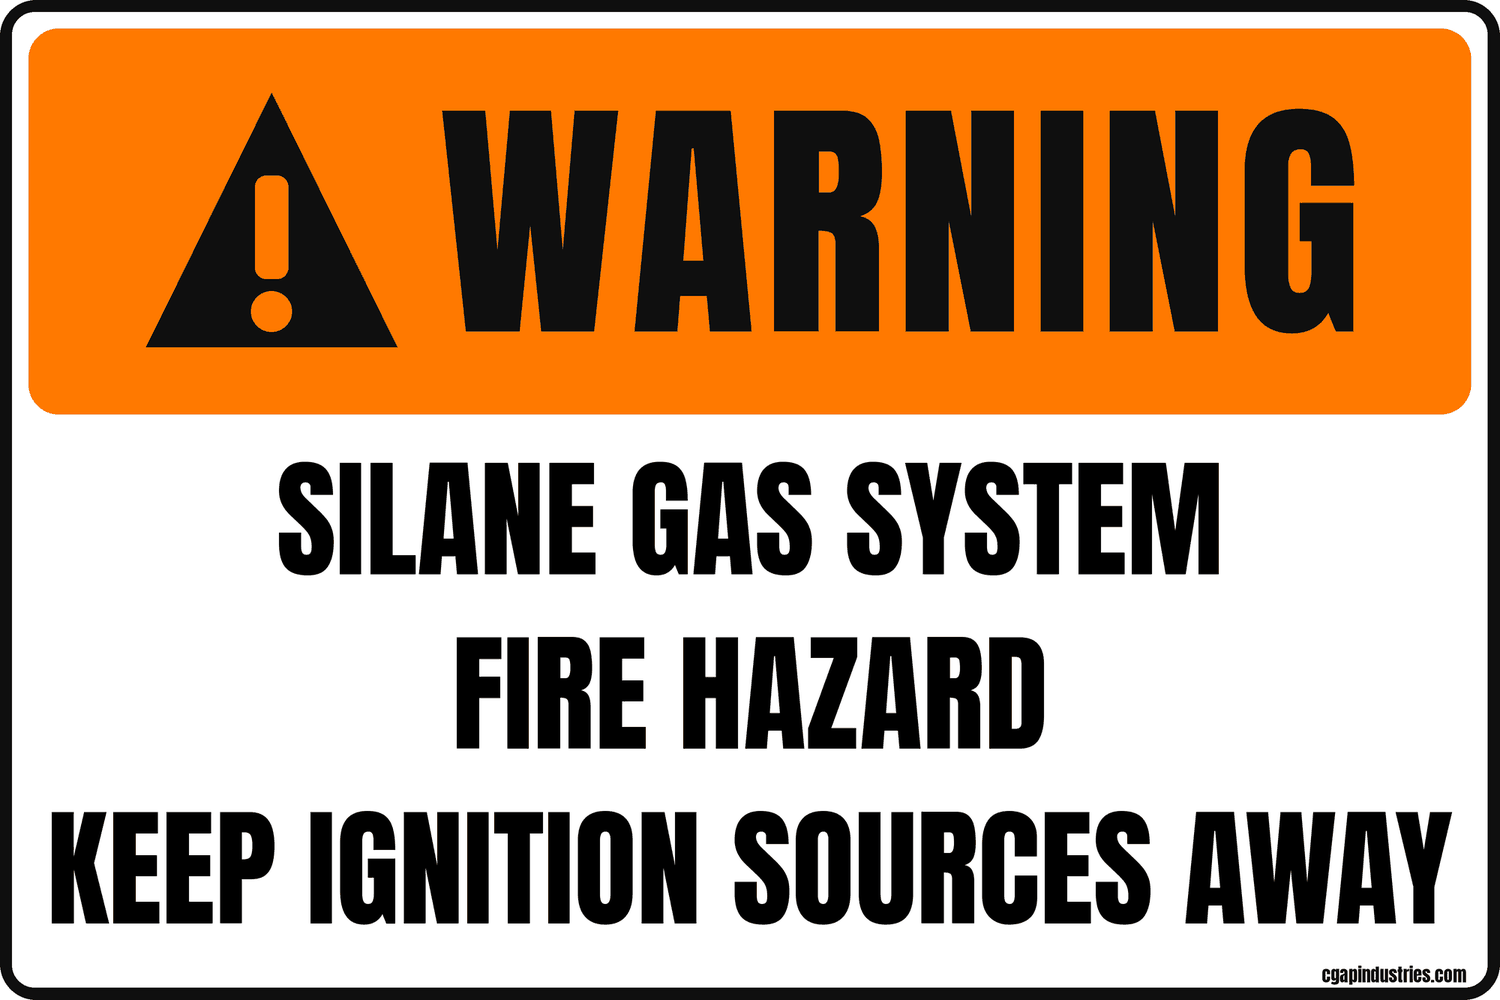 WARNING
SILANE GAS SYSTEM
FIRE HAZARD
KEEP IGNITION SOURCES AWAY
cgapindustries.com